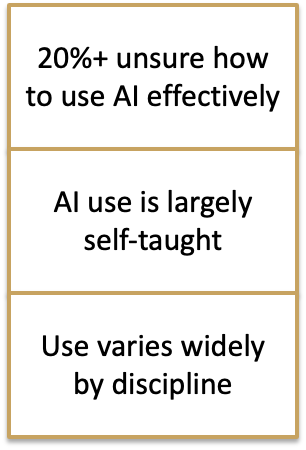 20%+ unsure how
to use AI effectively
AI use is largely
self-taught
Use varies widely
by discipline